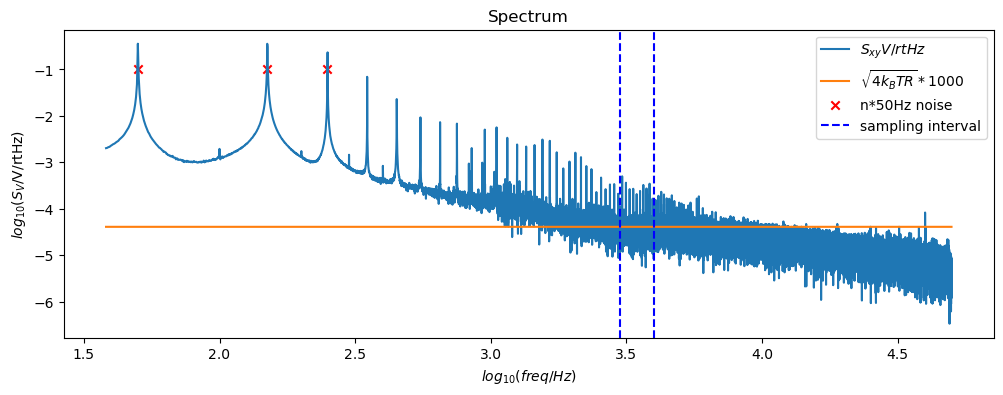 Spectrum
log10(SV/V/rtHz)
−1
−2
−3
−4
−5
−6
SxyV/rtHz
√4kBTR * 1000
n*50Hz noise
sampling interval
1.5 2.0 2.5 3.0 3.5 4.0 4.5
log10(freq/Hz)